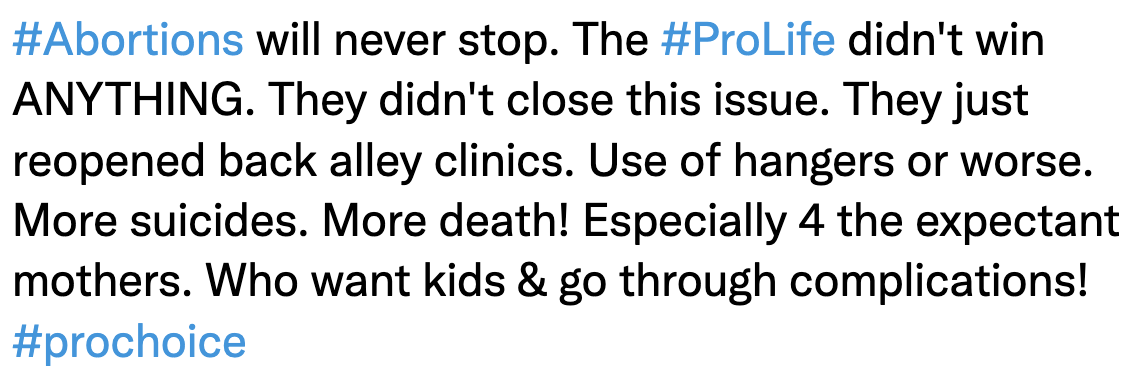 #Abortions will never stop. The #ProLife didn't win
ANYTHING. They didn't close this issue. They just
reopened back alley clinics. Use of hangers or worse.
More suicides. More death! Especially 4 the expectant
mothers. Who want kids & go through complications!
#prochoice